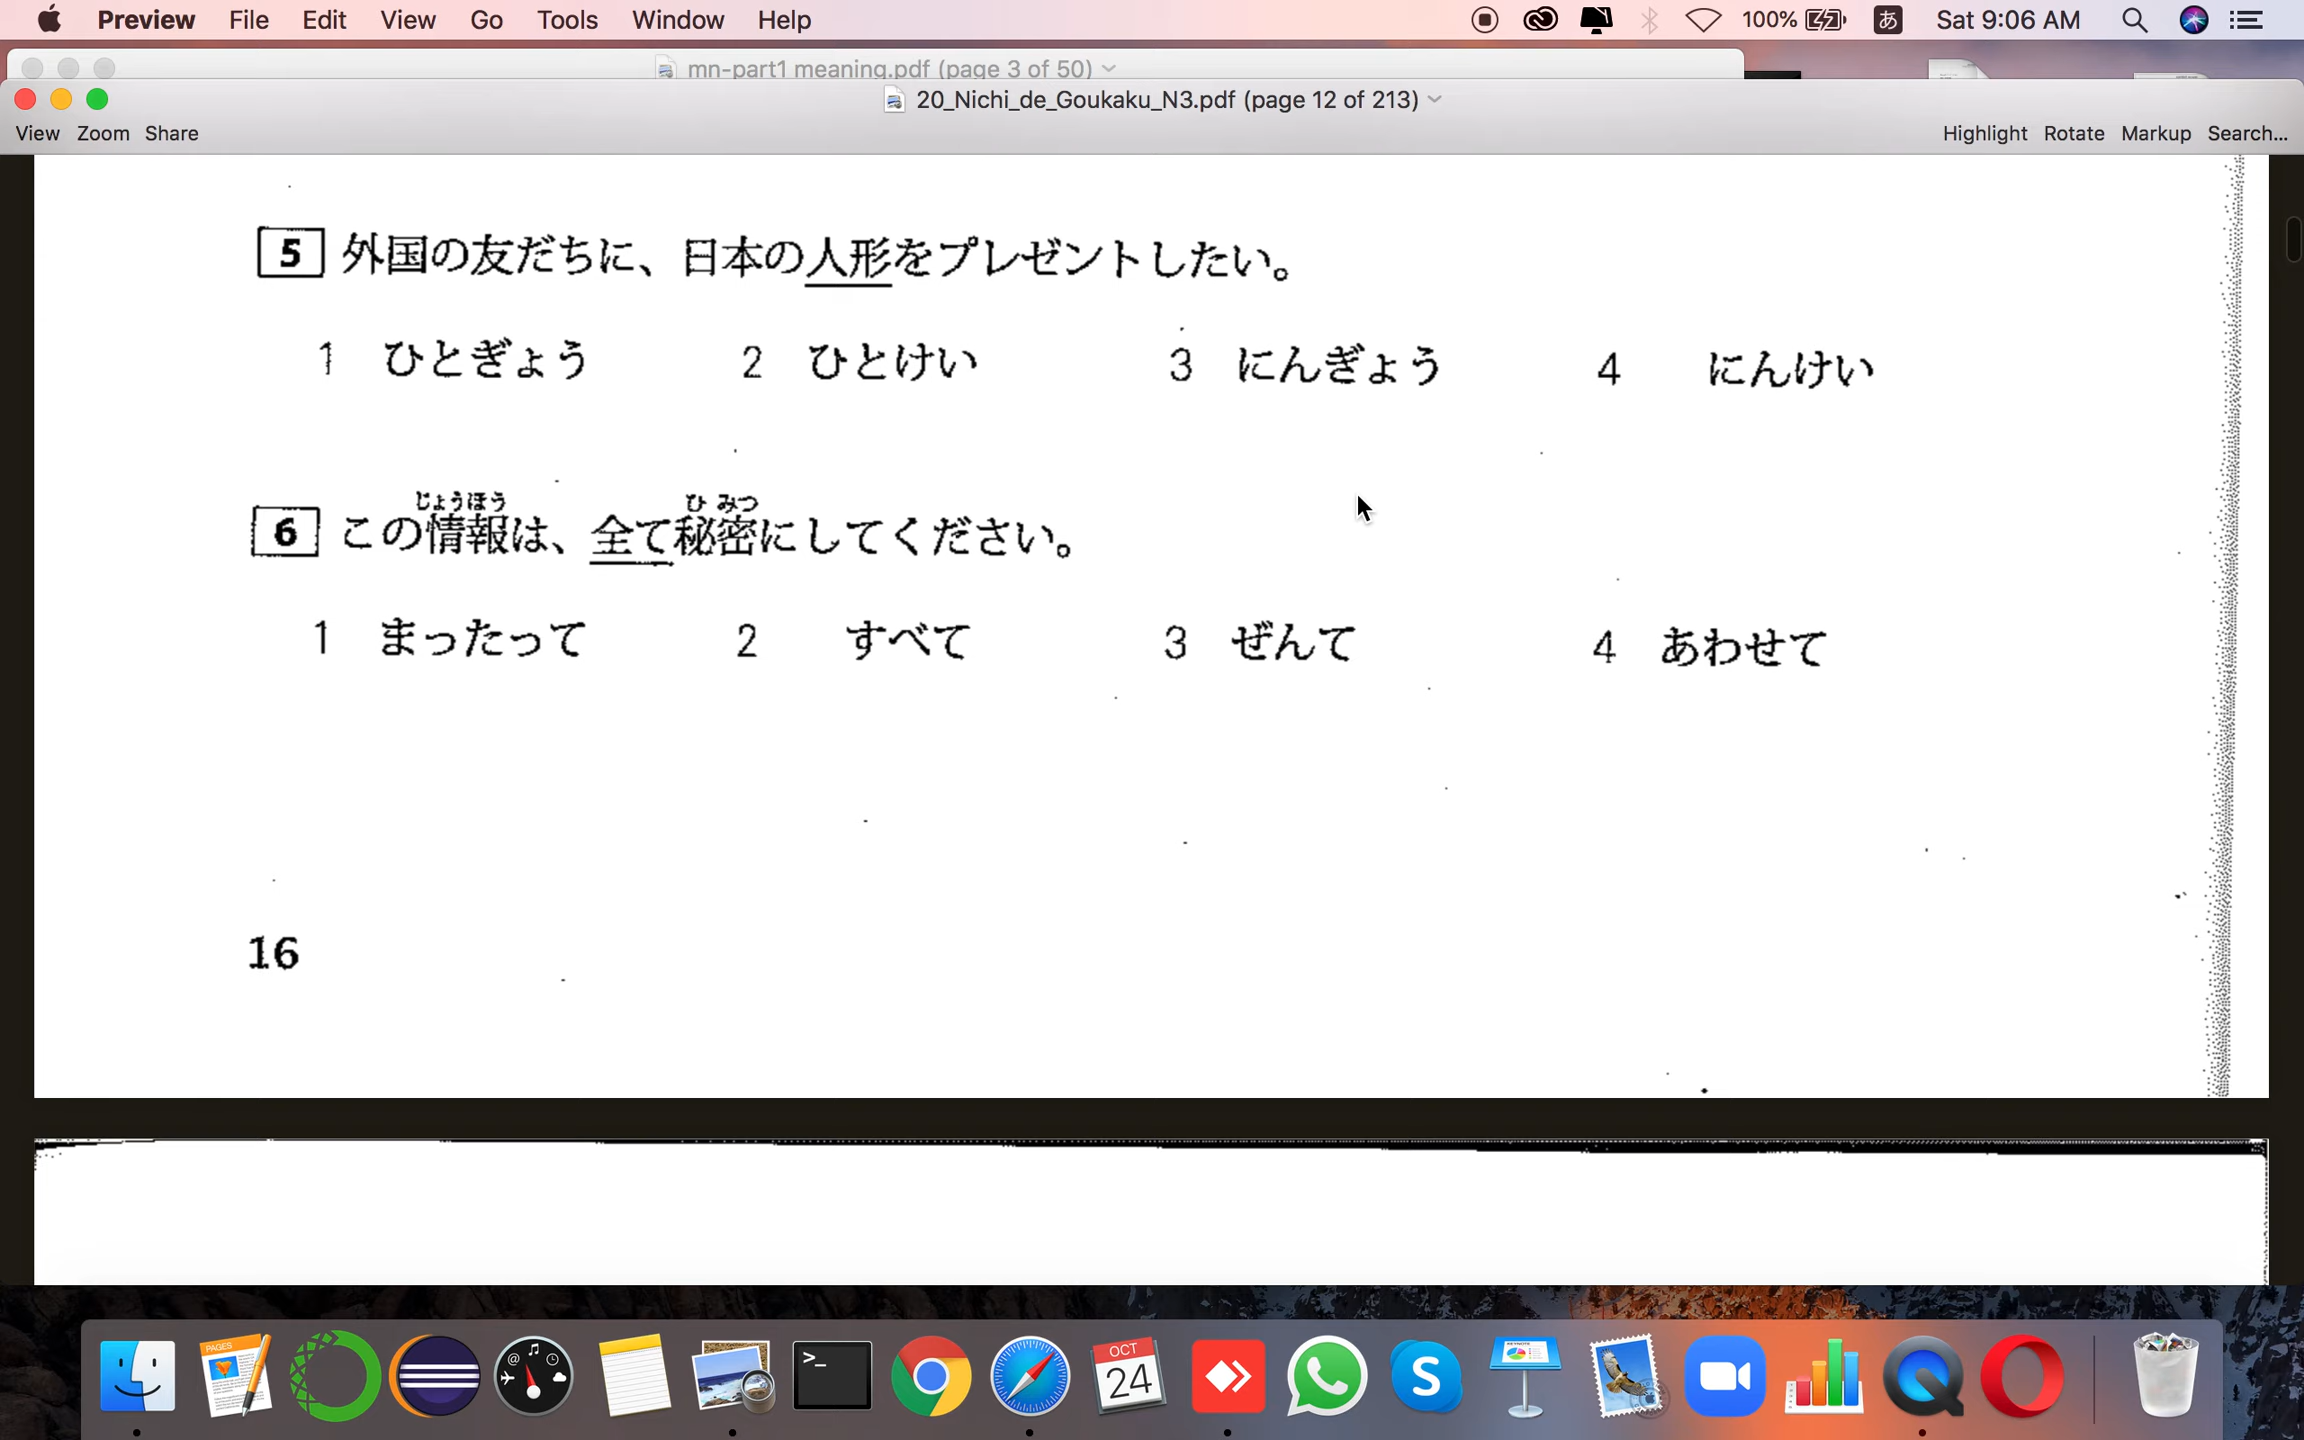 Preview File Edit View Go Tools Window Help 100% あ Sat 9:06 AM
mn-part1 meaning.pdf (page 3 of 50)
20_Nichi_de_Goukaku_N3.pdf (page 12 of 213)
View Zoom Share Highlight Rotate Markup Search...
5 外国の友だちに、日本の人形をプレゼントしたい。
1 ひとぎょう 2 ひとけい 3 にんぎょう 4 にんけい
じょうほう ひ みつ
6 この情報は、全て秘密にしてください。
1 まったって 2 すべて 3 ぜんて 4 あわせて
16
PAGES
OCT
24